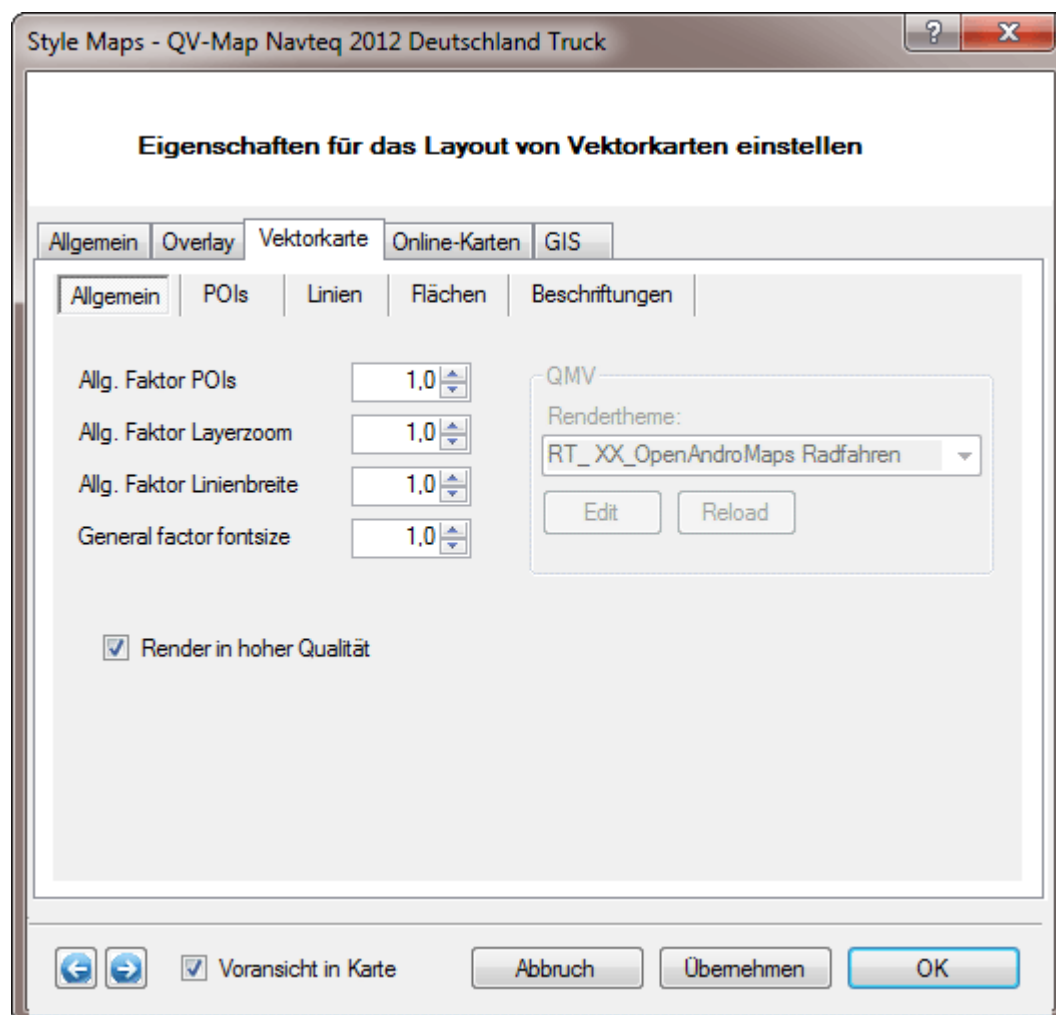 Style Maps - QV-Map Navteq 2012 Deutschland Truck
?
X
Eigenschaften für das Layout von Vektorkarten einstellen
Allgemein Overlay Vektorkarte Online-Karten GIS
Allgemein POIs Linien Flächen Beschriftungen
Allg. Faktor POIs 1,0
Allg. Faktor Layerzoom 1,0
Allg. Faktor Linienbreite 1,0
General factor fontsize 1,0
QMV
Rendertheme:
RT_ XX_OpenAndroMaps Radfahren
Edit Reload
Render in hoher Qualität
Voransicht in Karte Abbruch Übernehmen OK